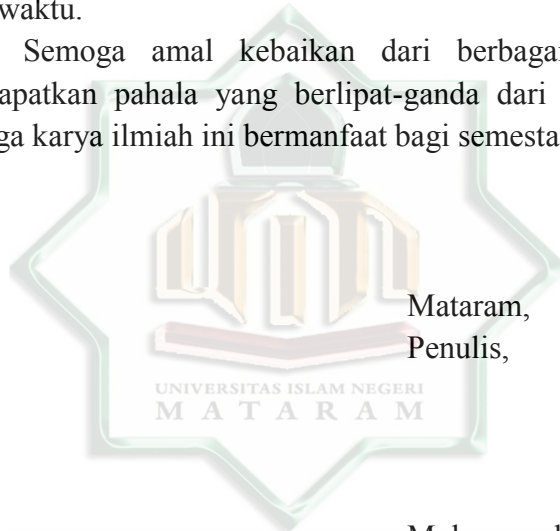 waktu.
Semoga amal kebaikan dari berbagai
apatkan pahala yang berlipat-ganda dari
ga karya ilmiah ini bermanfaat bagi semesta
Mataram,
Penulis,
UNIVERSITAS ISLAM NEGERI
MATARAM